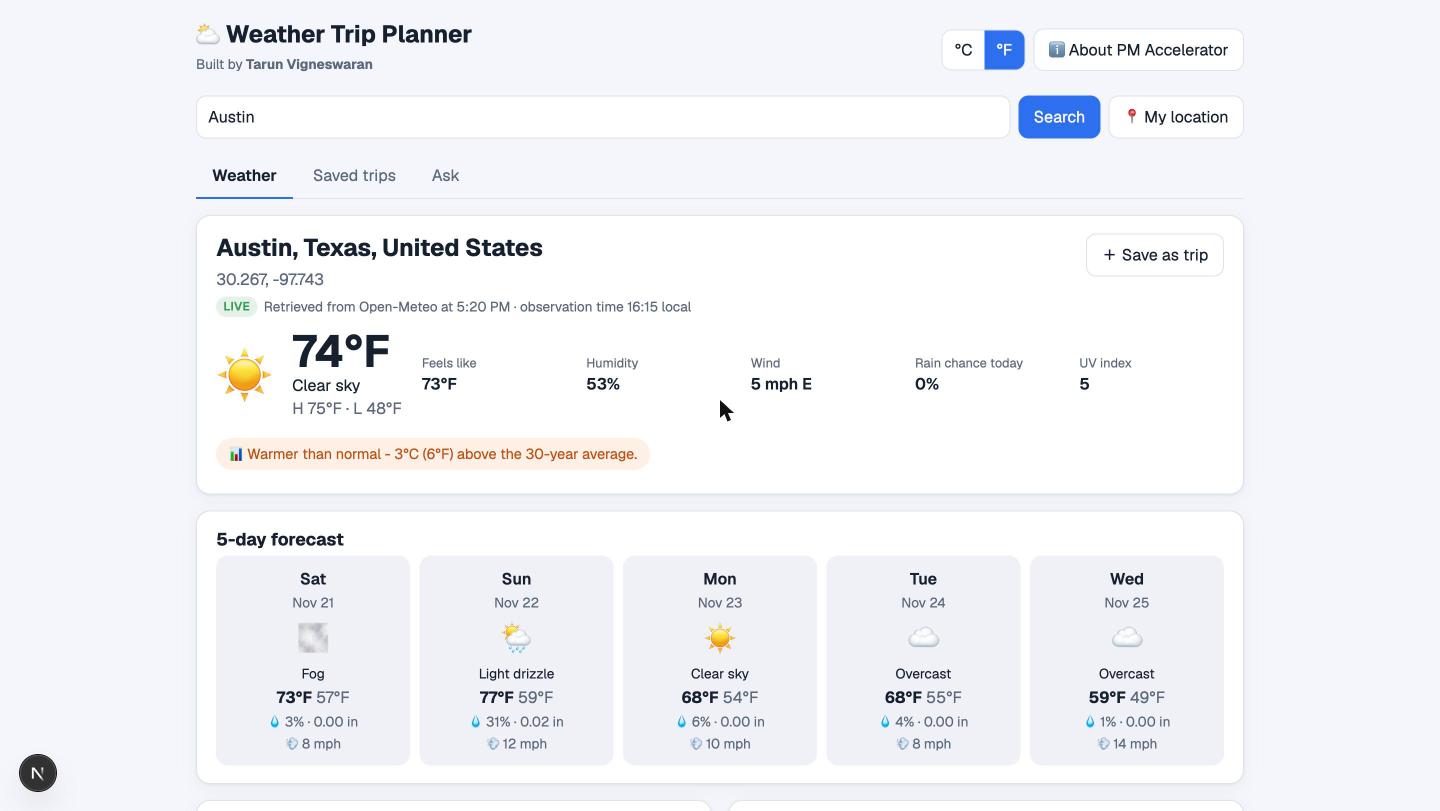 Weather Trip Planner
Built by Tarun Vigneswaran
°C °F
About PM Accelerator
Austin
Search
My location
Weather Saved trips Ask
Austin, Texas, United States
+ Save as trip
30.267, -97.743
LIVE Retrieved from Open-Meteo at 5:20 PM · observation time 16:15 local
74°F
Clear sky
H 75°F · L 48°F
Feels like
73°F
Humidity
53%
Wind
5 mph E
Rain chance today
0%
UV index
5
Warmer than normal - 3°C (6°F) above the 30-year average.
5-day forecast
Sat
Nov 21
Fog
73°F 57°F
3% · 0.00 in
8 mph
Sun
Nov 22
Light drizzle
77°F 59°F
31% · 0.02 in
12 mph
Mon
Nov 23
Clear sky
68°F 54°F
6% · 0.00 in
10 mph
Tue
Nov 24
Overcast
68°F 55°F
4% · 0.00 in
8 mph
Wed
Nov 25
Overcast
59°F 49°F
1% · 0.00 in
14 mph
N